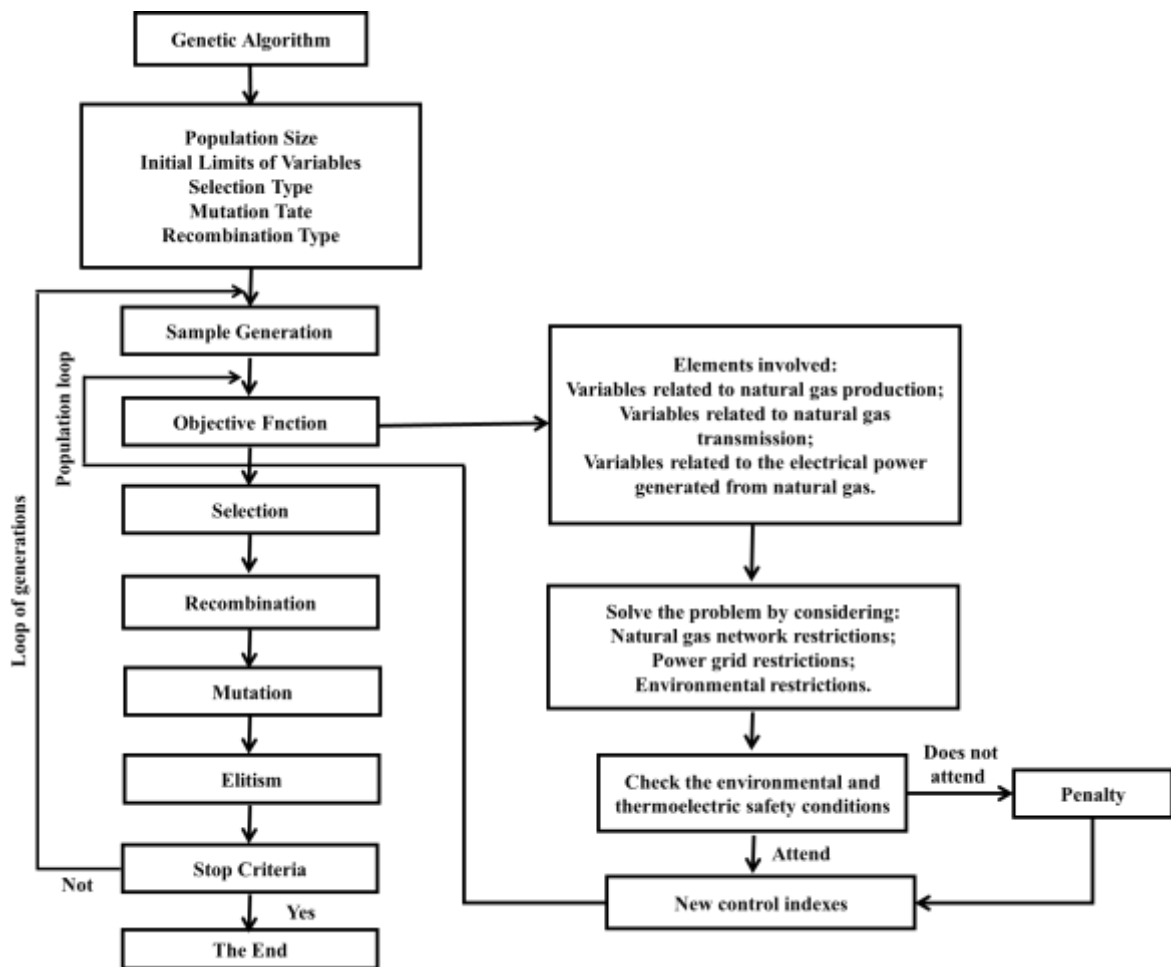 Genetic Algorithm
Population Size
Initial Limits of Variables
Selection Type
Mutation Tate
Recombination Type
Sample Generation
Population loop
Loop of generations
Objective Fnction
Selection
Recombination
Mutation
Elitism
Stop Criteria
Not
Yes
The End
Elements involved:
Variables related to natural gas production;
Variables related to natural gas
transmission;
Variables related to the electrical power
generated from natural gas.
Solve the problem by considering:
Natural gas network restrictions;
Power grid restrictions;
Environmental restrictions.
Check the environmental and
thermoelectric safety conditions
Does not
attend
Penalty
Attend
New control indexes